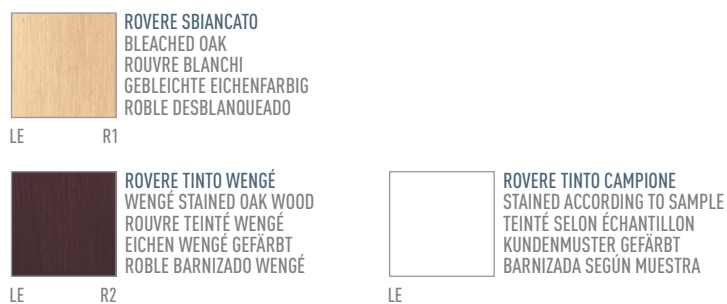 ROVERE SBIANCATO
BLEACHED OAK
ROUVRE BLANCHI
GEBLEICHTE EICHENFARBIG
ROBLE DESBLANQUEADO
LE R1
ROVERE TINTO WENGÉ
WENGÉ STAINED OAK WOOD
ROUVRE TEINTÉ WENGÉ
EICHEN WENGÉ GEFÄRBT
ROBLE BARNIZADO WENGÉ
LE R2
ROVERE TINTO CAMPIONE
STAINED ACCORDING TO SAMPLE
TEINTÉ SELON ÉCHANTILLON
KUNDENMUSTER GEFÄRBT
BARNIZADA SEGÚN MUESTRA
LE